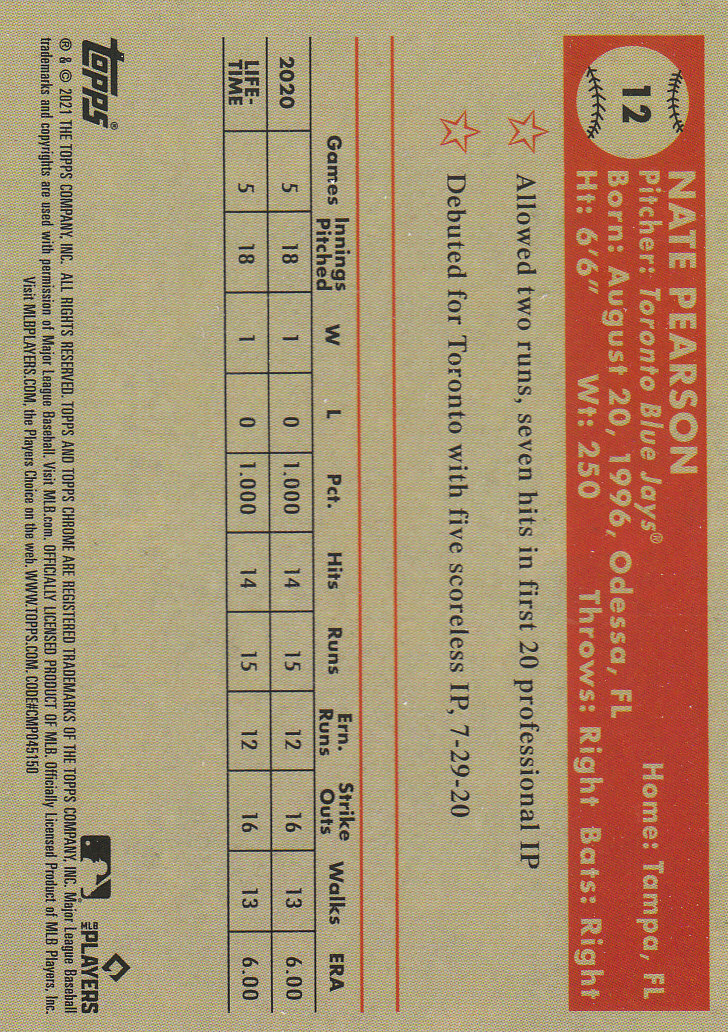 12
NATE PEARSON
Pitcher: Toronto Blue Jays® Home: Tampa, FL
Born: August 20, 1996, Odessa, FL
Ht: 6'6" Wt: 250 Throws: Right Bats: Right
Allowed two runs, seven hits in first 20 professional IP
Debuted for Toronto with five scoreless IP, 7-29-20
Games Innings Pitched W L Pct. Hits Runs Ern. Runs Strike Outs Walks ERA
2020 5 18 1 0 1.000 14 15 12 16 13 6.00
LIFE-TIME 5 18 1 0 1.000 14 15 12 16 13 6.00
topps®
MLB PLAYERS
® & © 2021 THE TOPPS COMPANY, INC. ALL RIGHTS RESERVED. TOPPS AND TOPPS CHROME ARE REGISTERED TRADEMARKS OF THE TOPPS COMPANY, INC. Major League Baseball
trademarks and copyrights are used with permission of Major League Baseball. Visit MLB.com. OFFICIALLY LICENSED PRODUCT OF MLB. Officially Licensed Product of MLB Players, Inc.
Visit MLBPLAYERS.COM, the Players Choice on the web. WWW.TOPPS.COM. CODE#CMP045150